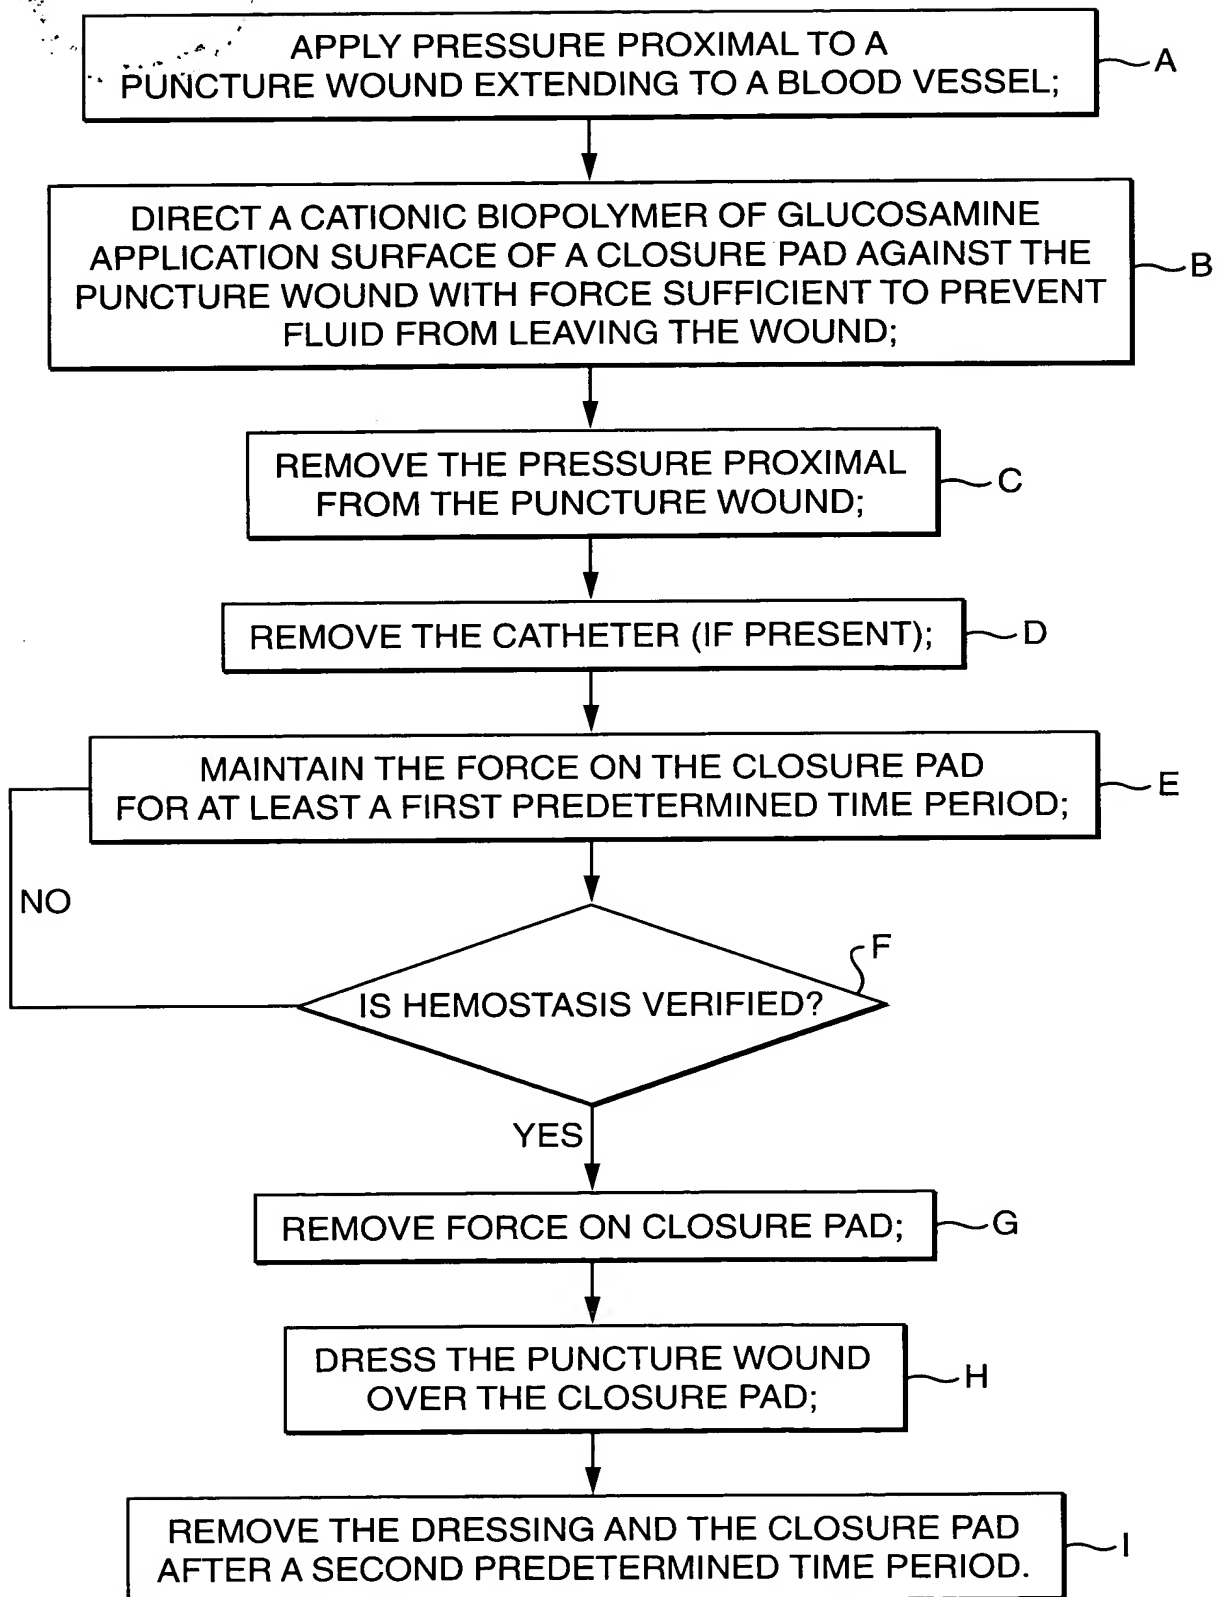 APPLY PRESSURE PROXIMAL TO A
PUNCTURE WOUND EXTENDING TO A BLOOD VESSEL;
A
DIRECT A CATIONIC BIOPOLYMER OF GLUCOSAMINE
APPLICATION SURFACE OF A CLOSURE PAD AGAINST THE
PUNCTURE WOUND WITH FORCE SUFFICIENT TO PREVENT
FLUID FROM LEAVING THE WOUND;
B
REMOVE THE PRESSURE PROXIMAL
FROM THE PUNCTURE WOUND;
C
REMOVE THE CATHETER (IF PRESENT);
D
MAINTAIN THE FORCE ON THE CLOSURE PAD
FOR AT LEAST A FIRST PREDETERMINED TIME PERIOD;
E
NO
F
IS HEMOSTASIS VERIFIED?
YES
REMOVE FORCE ON CLOSURE PAD;
G
DRESS THE PUNCTURE WOUND
OVER THE CLOSURE PAD;
H
REMOVE THE DRESSING AND THE CLOSURE PAD
AFTER A SECOND PREDETERMINED TIME PERIOD.
I